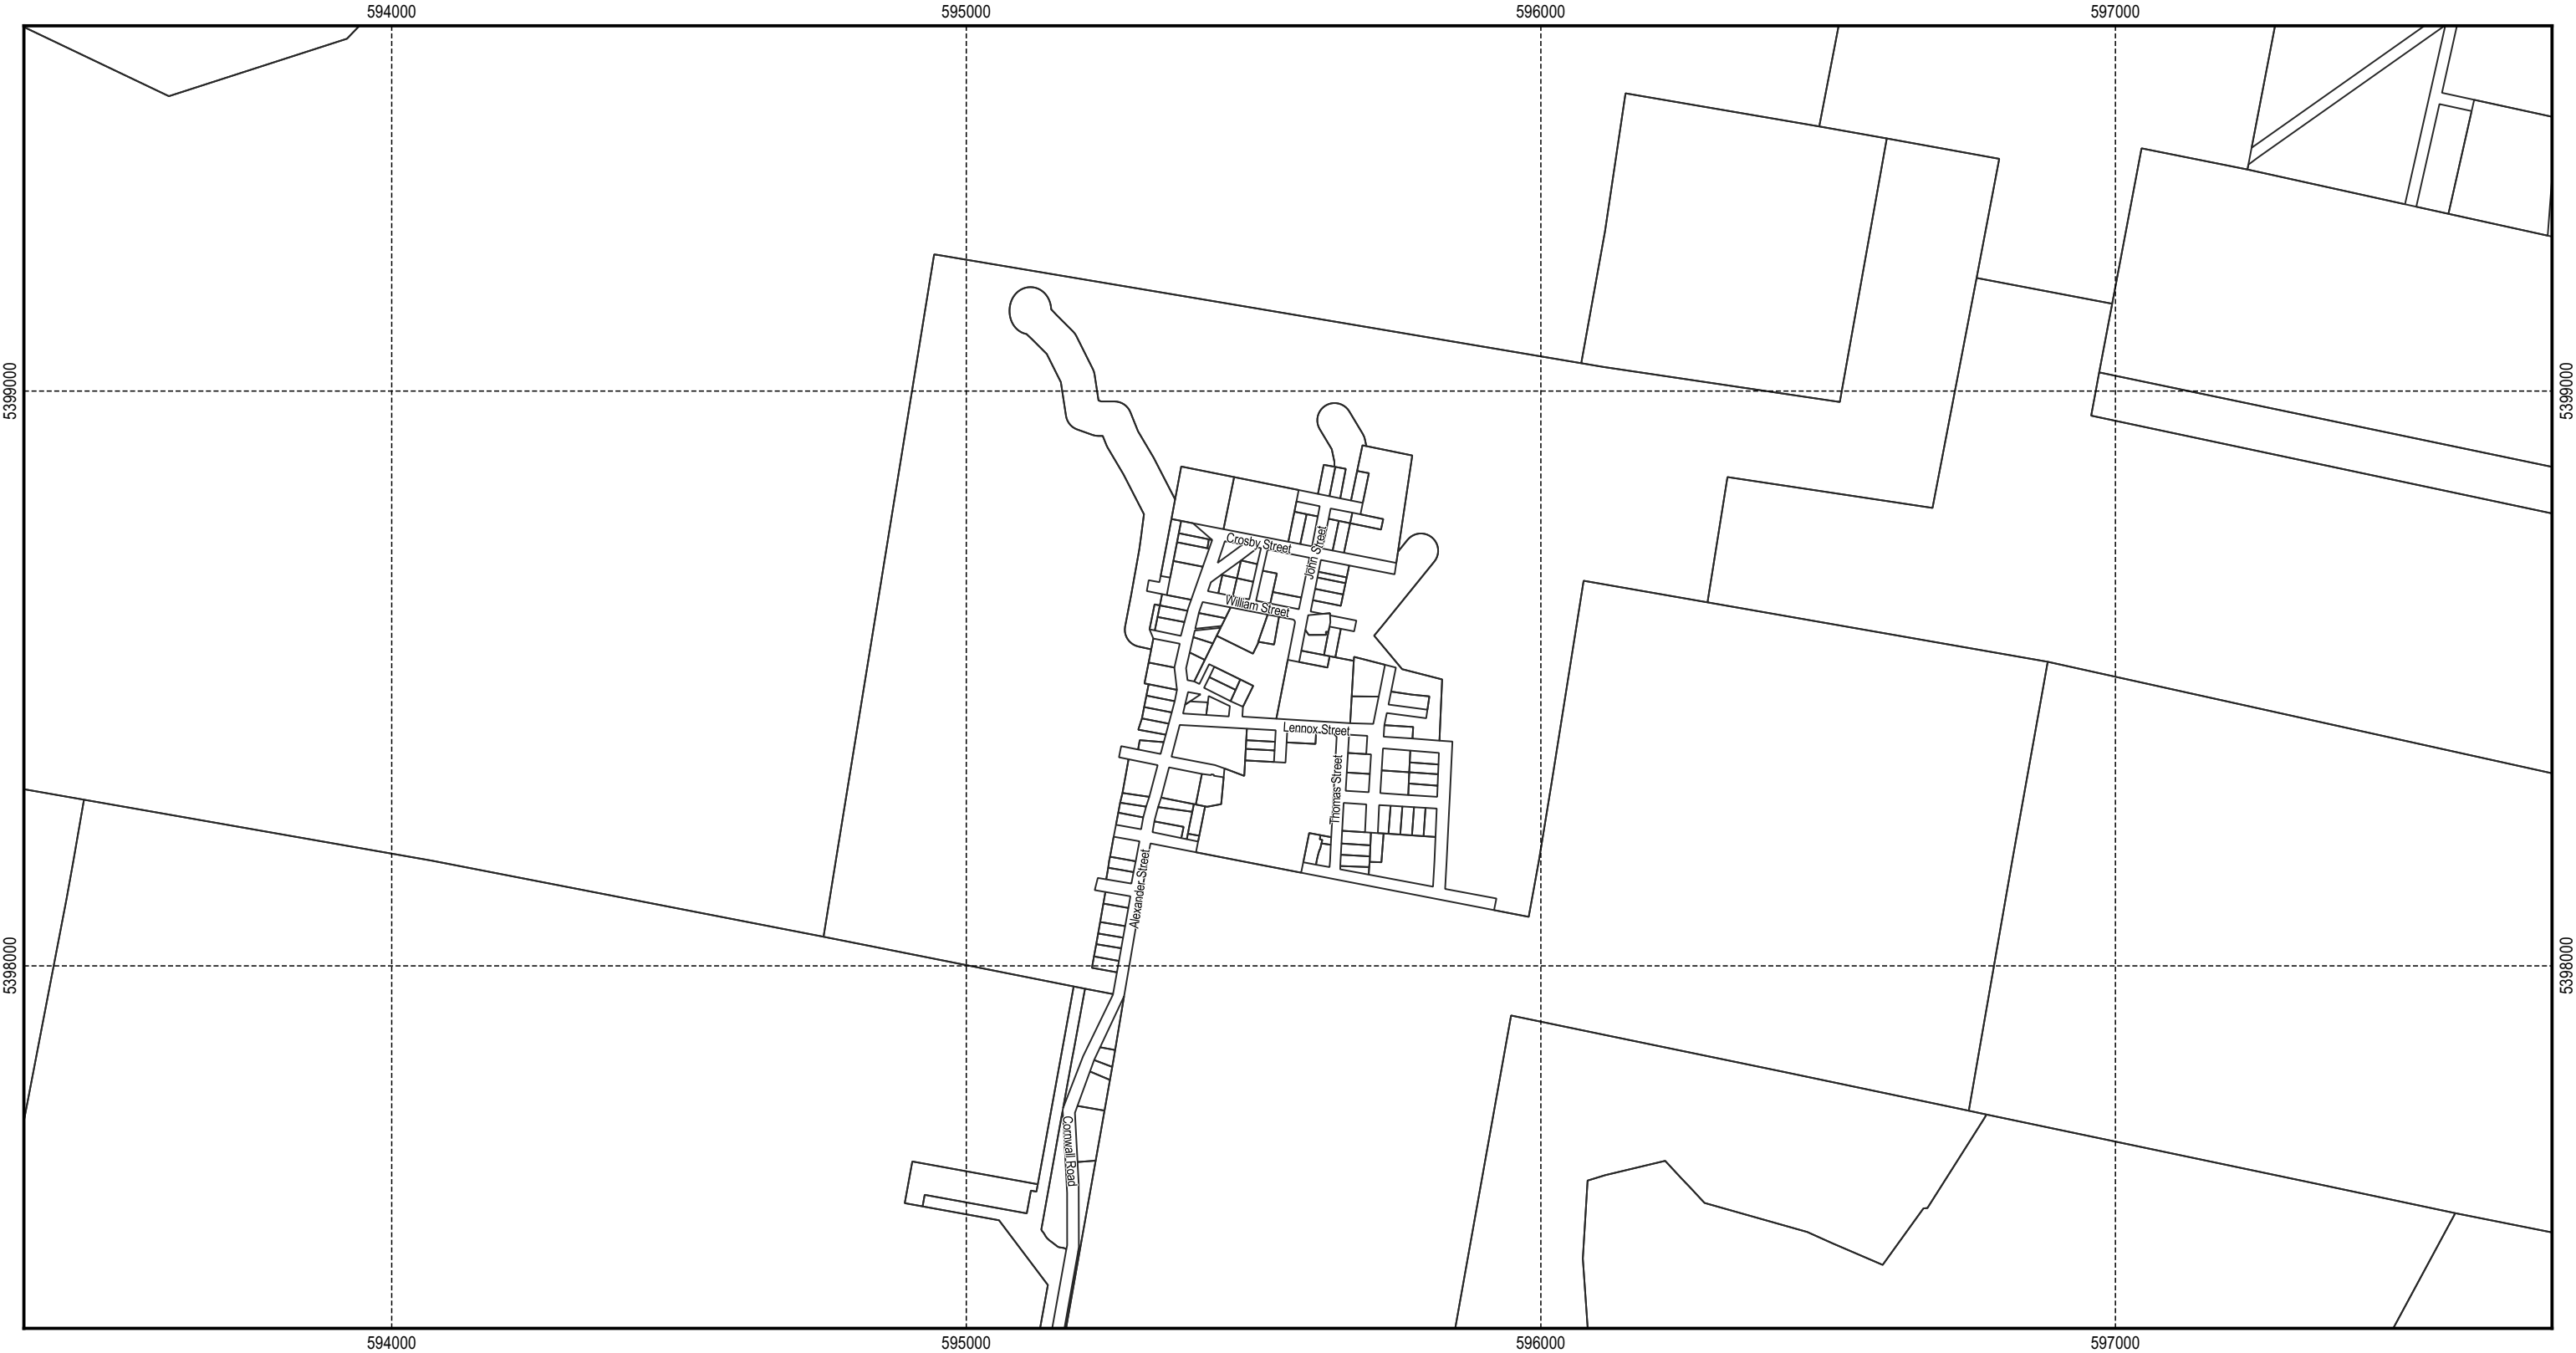 594000
595000
596000
597000
5399000
5399000
Crosby Street
John Street
William Street
Lennox Street
Thomas Street
Alexander Street
5398000
5398000
Cornwall Road
594000
595000
596000
597000